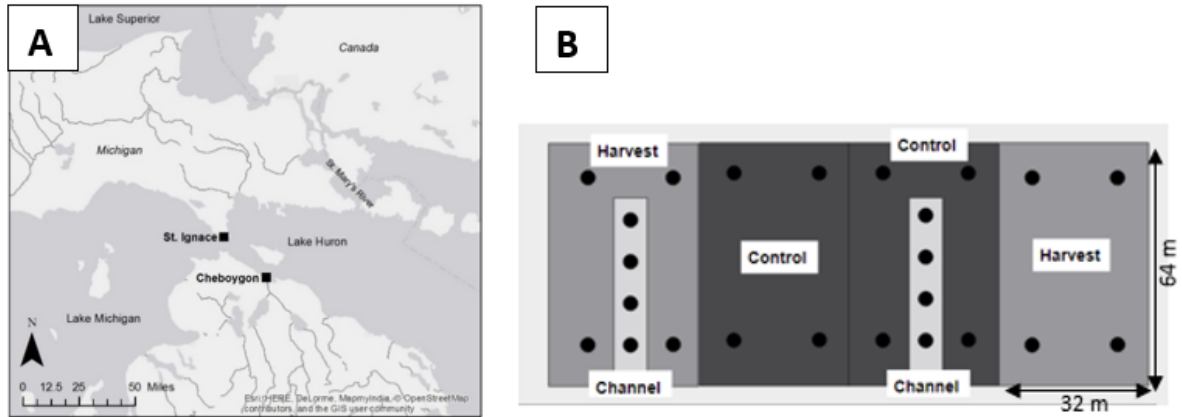 A
Lake Superior
Canada
Michigan
St. Mary's River
St. Ignace
Lake Huron
Cheboygon
Lake Michigan
N
0 12.5 25 50 Miles
Esri, HERE, DeLorme, MapmyIndia, © OpenStreetMap
contributors, and the GIS user community
B
Harvest
Control
Control
Harvest
64 m
Channel
Channel
32 m